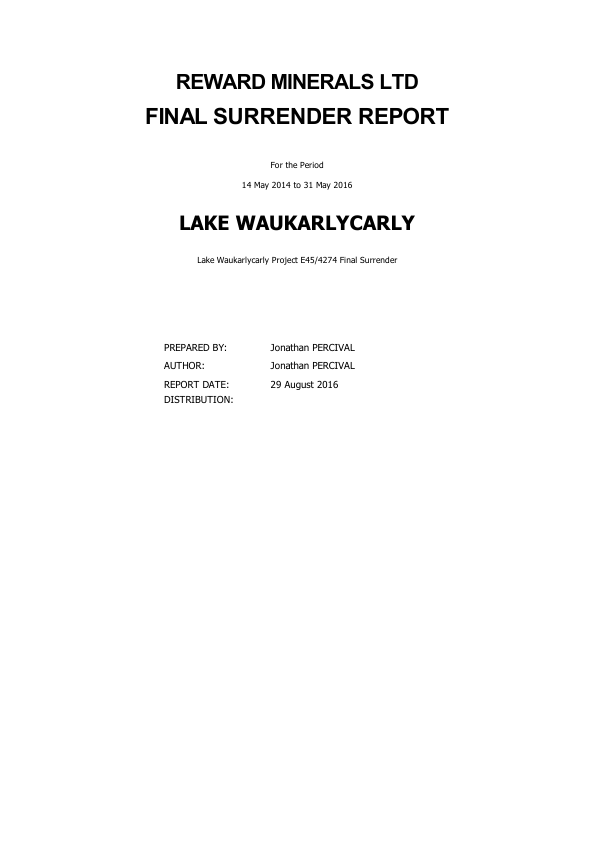 REWARD MINERALS LTD
FINAL SURRENDER REPORT
For the Period
14 May 2014 to 31 May 2016
LAKE WAUKARLYCARLY
Lake Waukarlycarly Project E45/4274 Final Surrender
PREPARED BY: Jonathan PERCIVAL
AUTHOR: Jonathan PERCIVAL
REPORT DATE: 29 August 2016
DISTRIBUTION: